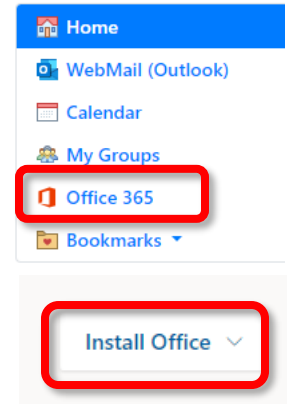 Home
WebMail (Outlook)
Calendar
My Groups
Office 365
Bookmarks
Install Office